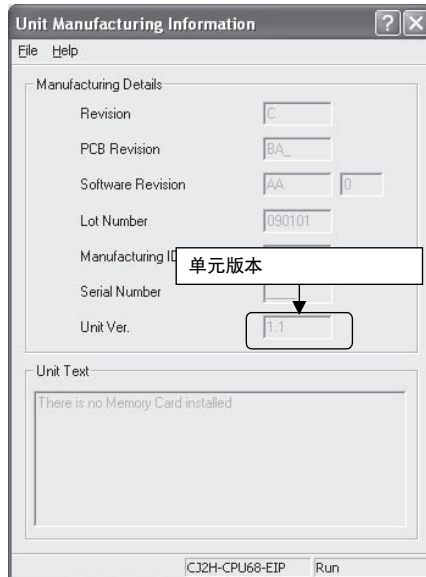 Unit Manufacturing Information
File Help
Manufacturing Details
Revision C
PCB Revision BA_
Software Revision AA 0
Lot Number 090101
Manufacturing ID
单元版本
Serial Number
Unit Ver. 1.1
Unit Text
There is no Memory Card installed
CJ2H-CPU68-EIP Run